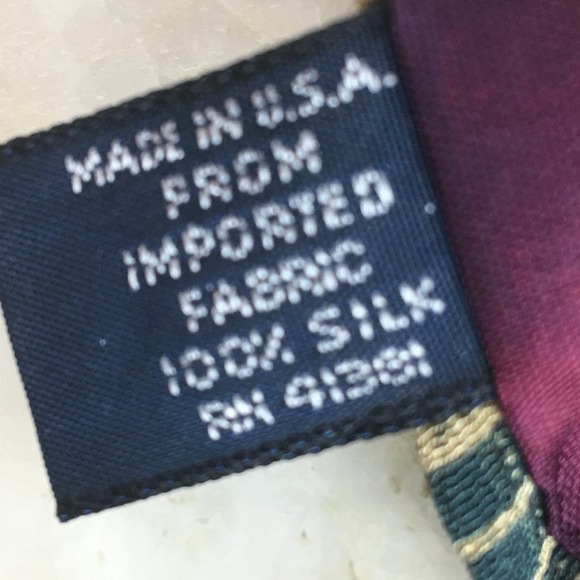 MADE IN U.S.A.
FROM
IMPORTED
FABRIC
100% SILK
RN 41381